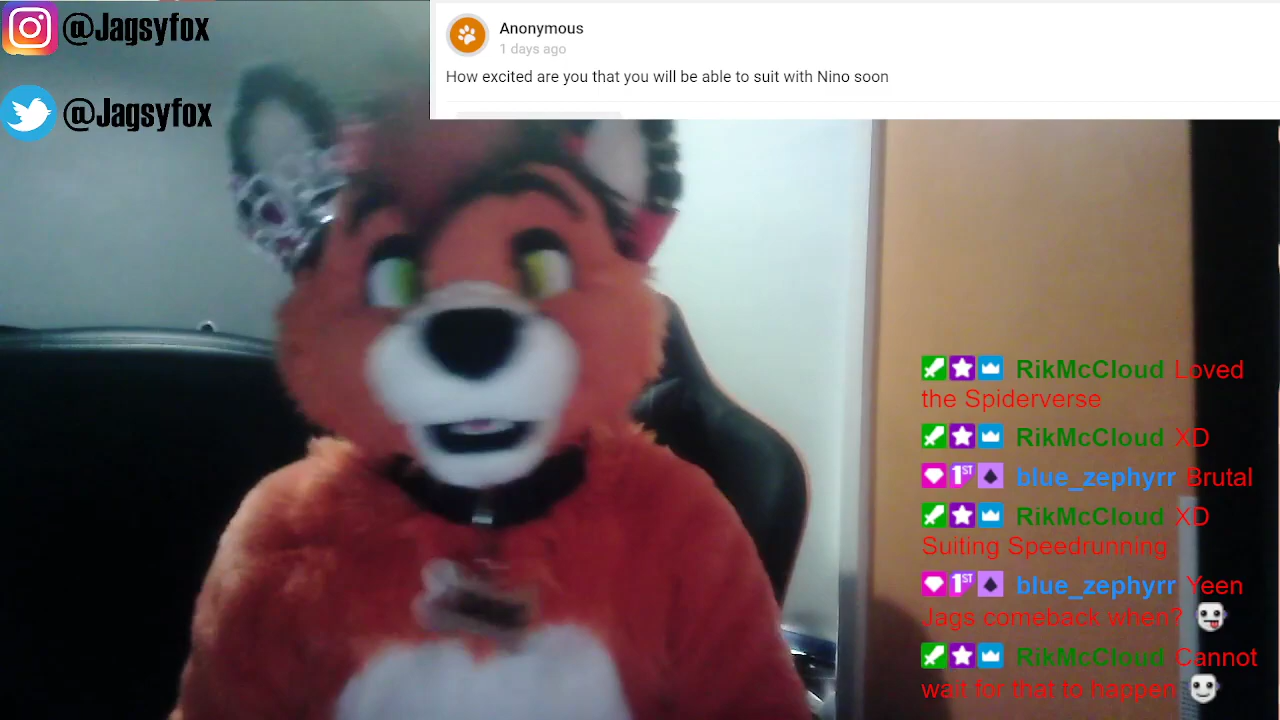 @Jagsyfox
@Jagsyfox
Anonymous
1 days ago
How excited are you that you will be able to suit with Nino soon
RikMcCloud Loved
the Spiderverse
RikMcCloud XD
1ST blue_zephyrr Brutal
RikMcCloud XD
Suiting Speedrunning
1ST blue_zephyrr Yeen
Jags comeback when?
RikMcCloud Cannot
wait for that to happen